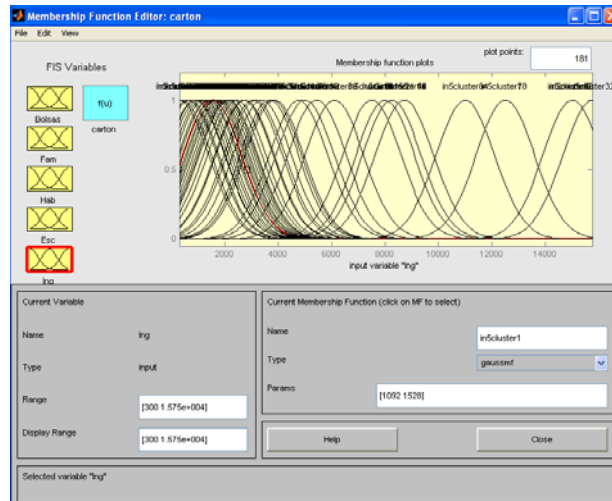 Membership Function Editor: carton
File Edit View
FIS Variables
plot points:
181
Membership function plots
Bolsas
f(u)
carton
Fam
Hab
Esc
Ing
1
0.5
0
2000 4000 6000 8000 10000 12000 14000
input variable "Ing"
Current Variable
Name Ing
Type input
Range [300 1.575e+004]
Display Range [300 1.575e+004]
Current Membership Function (click on MF to select)
Name in5cluster1
Type gaussmf
Params [1092 1528]
Help Close
Selected variable "Ing"